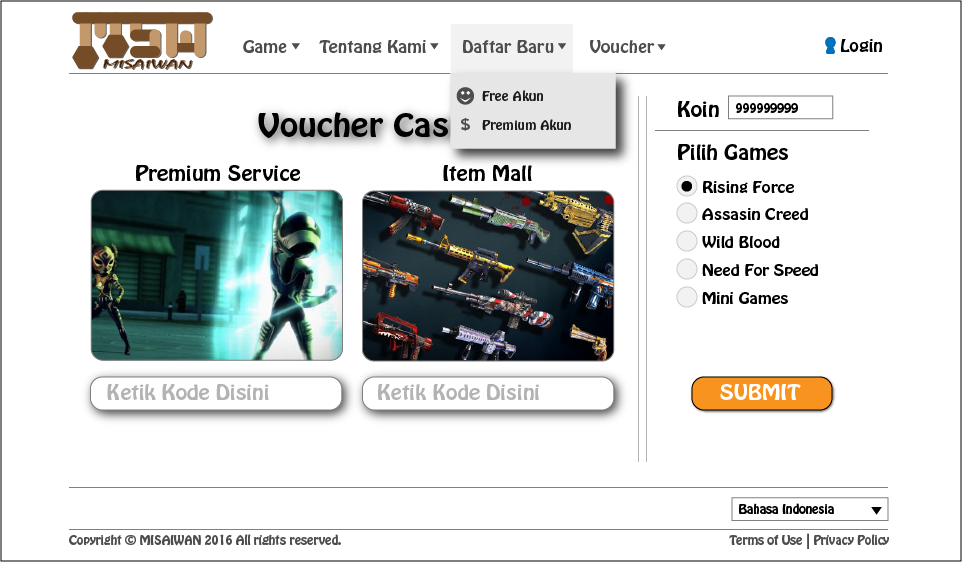 MSW
MISAIWAN
Game
Tentang Kami
Daftar Baru
Voucher
Login
Free Akun
$ Premium Akun
Voucher Cas
Premium Service
Item Mall
Ketik Kode Disini
Ketik Kode Disini
Koin 999999999
Pilih Games
Rising Force
Assasin Creed
Wild Blood
Need For Speed
Mini Games
SUBMIT
Bahasa Indonesia
Copyright © MISAIWAN 2016 All rights reserved.
Terms of Use | Privacy Policy